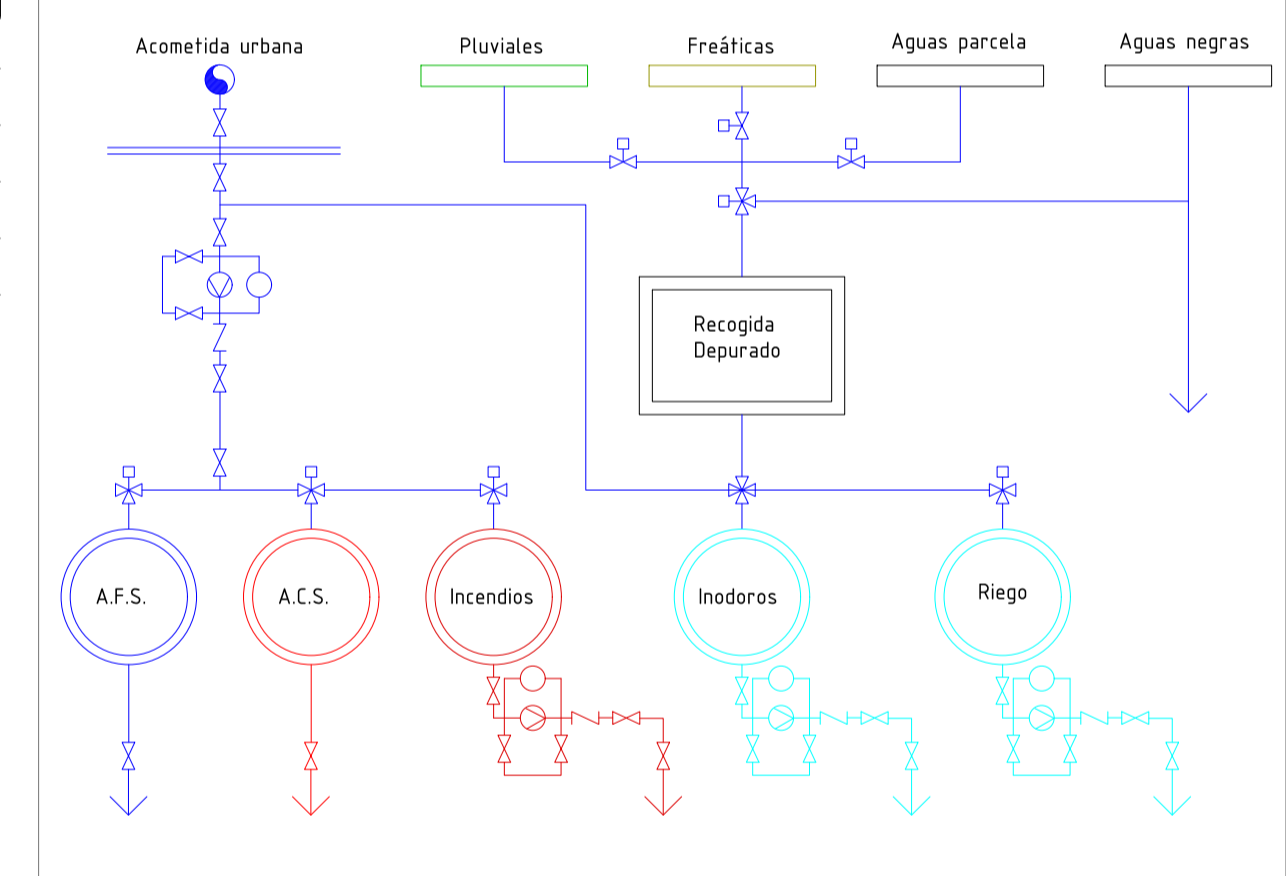 Acometida urbana
Pluviales
Freáticas
Aguas parcela
Aguas negras
Recogida
Depurado
A.F.S.
A.C.S.
Incendios
Inodoros
Riego